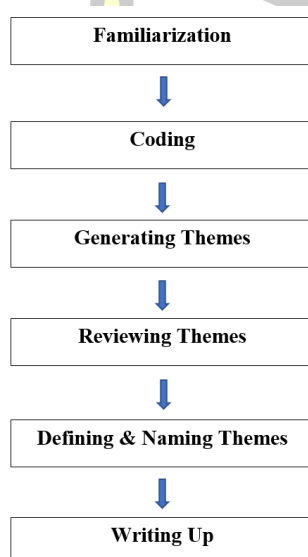 Familiarization
Coding
Generating Themes
Reviewing Themes
Defining & Naming Themes
Writing Up